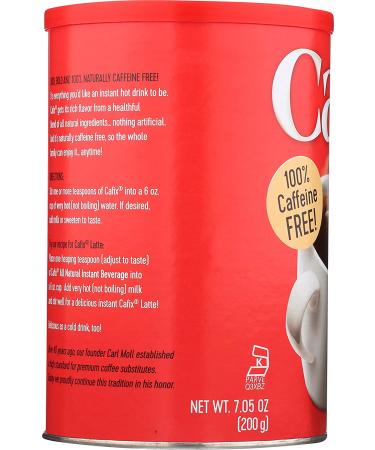 BOLD AND 100% NATURALLY CAFFEINE FREE!
It's everything you'd like an instant hot drink to be.
Cafix® gets its rich flavor from a healthful
blend of all natural ingredients... nothing artificial.
And it's naturally caffeine free, so the whole
family can enjoy it... anytime!
DIRECTIONS:
Stir one or more teaspoons of Cafix® into a 6 oz.
cup of very hot (not boiling) water. If desired,
add milk or sweeten to taste.
our recipe for Cafix® Latte:
Place one heaping teaspoon (adjust to taste)
of Cafix® All Natural Instant Beverage into
cup. Add very hot (not boiling) milk
and stir well for a delicious instant Cafix® Latte!
Delicious as a cold drink, too!
Over 40 years ago, our founder Carl Moll established
high standard for premium coffee substitutes.
we proudly continue this tradition in his honor.
Ca
100%
Caffeine
FREE!
K
PARVE
Q3XBZ
NET WT. 7.05 OZ
(200 g)